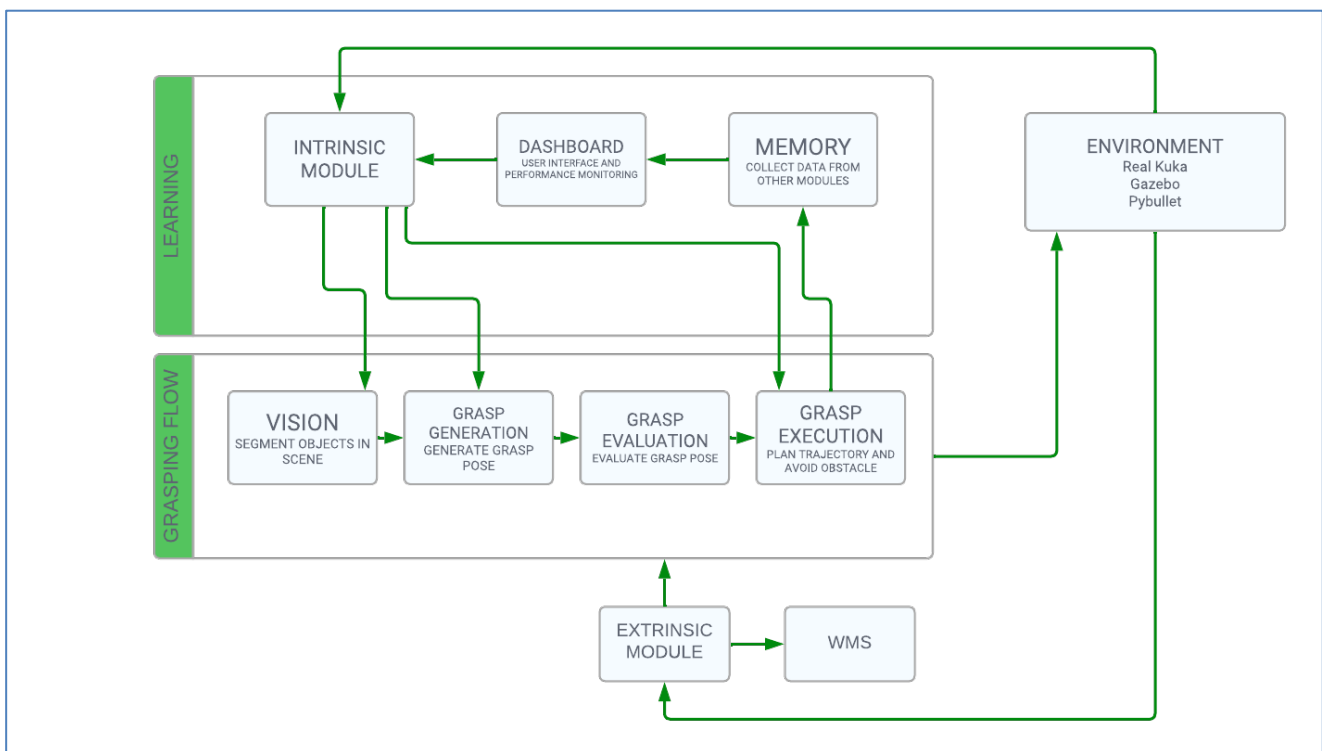 LEARNING
INTRINSIC
MODULE
DASHBOARD
USER INTERFACE AND
PERFORMANCE MONITORING
MEMORY
COLLECT DATA FROM
OTHER MODULES
ENVIRONMENT
Real Kuka
Gazebo
Pybullet
GRASPING FLOW
VISION
SEGMENT OBJECTS IN
SCENE
GRASP
GENERATION
GENERATE GRASP
POSE
GRASP
EVALUATION
EVALUATE GRASP POSE
GRASP
EXECUTION
PLAN TRAJECTORY AND
AVOID OBSTACLE
EXTRINSIC
MODULE
WMS